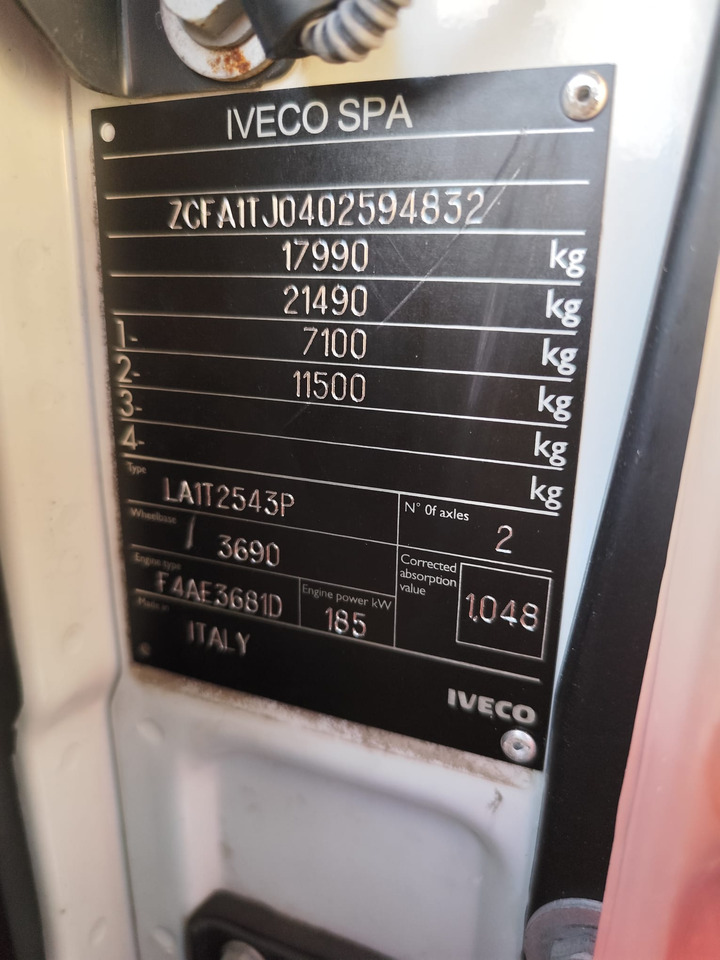 IVECO SPA
ZCFA1TJ0402594832
17990 kg
21490 kg
1- 7100 kg
2- 11500 kg
3- kg
4- kg
Type LA1T2543P N° 0f axles 2
Wheelbase 3690 Corrected absorption value 1.048
Engine type F4AE3681D Engine power kW 185
Made in ITALY
IVECO